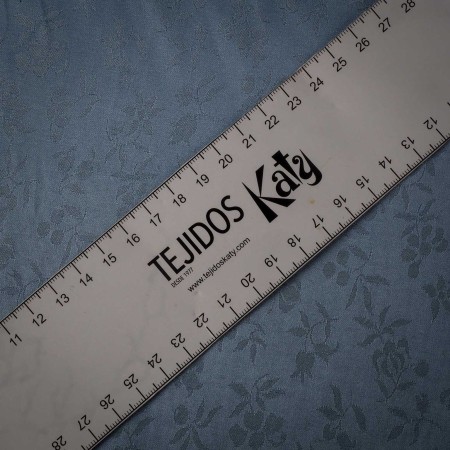 11 12 13 14 15 16 17 18 19 20 21 22 23 24 25 26 27 28
TEJIDOS Katy
DESDE 1977
www.tejidoskaty.com
28 27 26 25 24 23 22 21 20 19 18 17 16 15 14 13 12